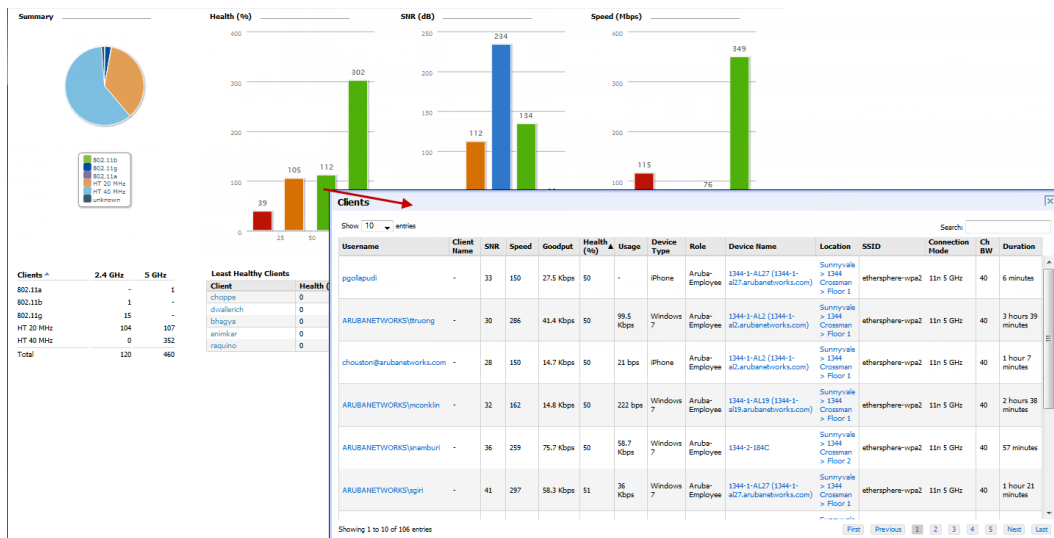 Summary
802.11b
802.11g
802.11a
HT 20 MHz
HT 40 MHz
unknown
Health (%)
400
300
200
100
0
39
105
112
302
25
50
SNR (dB)
250
200
150
100
112
234
134
Speed (Mbps)
400
300
200
100
115
76
349
Clients 2.4 GHz 5 GHz
802.11a - 1
802.11b 1 -
802.11g 15 -
HT 20 MHz 104 107
HT 40 MHz 0 352
Total 120 460
Least Healthy Clients
Client Health (
choppe 0
dwallerich 0
bhagya 0
animkar 0
raquino 0
Clients
Show 10 entries
Search:
Username Client Name SNR Speed Goodput Health (%) Usage Device Type Role Device Name Location SSID Connection Mode Ch BW Duration
pgollapudi - 33 150 27.5 Kbps 50 - iPhone Aruba-Employee 1344-1-AL27 (1344-1-al27.arubanetworks.com) Sunnyvale > 1344 Crossman > Floor 1 ethersphere-wpa2 11n 5 GHz 40 6 minutes
ARUBANETWORKS\ttruong - 30 286 41.4 Kbps 50 99.5 Kbps Windows 7 Aruba-Employee 1344-1-AL2 (1344-1-al2.arubanetworks.com) Sunnyvale > 1344 Crossman > Floor 1 ethersphere-wpa2 11n 5 GHz 40 3 hours 39 minutes
chouston@arubanetworks.com - 28 150 14.7 Kbps 50 21 bps iPhone Aruba-Employee 1344-1-AL2 (1344-1-al2.arubanetworks.com) Sunnyvale > 1344 Crossman > Floor 1 ethersphere-wpa2 11n 5 GHz 40 1 hour 7 minutes
ARUBANETWORKS\mconklin - 32 162 14.8 Kbps 50 222 bps Windows 7 Aruba-Employee 1344-1-AL19 (1344-1-al19.arubanetworks.com) Sunnyvale > 1344 Crossman > Floor 1 ethersphere-wpa2 11n 5 GHz 40 2 hours 38 minutes
ARUBANETWORKS\snamburi - 36 259 75.7 Kbps 50 58.7 Kbps Windows 7 Aruba-Employee 1344-2-184C Sunnyvale > 1344 Crossman > Floor 2 ethersphere-wpa2 11n 5 GHz 40 57 minutes
ARUBANETWORKS\sgiri - 41 297 58.3 Kbps 51 36 Kbps Windows 7 Aruba-Employee 1344-1-AL27 (1344-1-al27.arubanetworks.com) Sunnyvale > 1344 Crossman > Floor 1 ethersphere-wpa2 11n 5 GHz 40 1 hour 21 minutes
Showing 1 to 10 of 106 entries
First Previous 1 2 3 4 5 Next Last